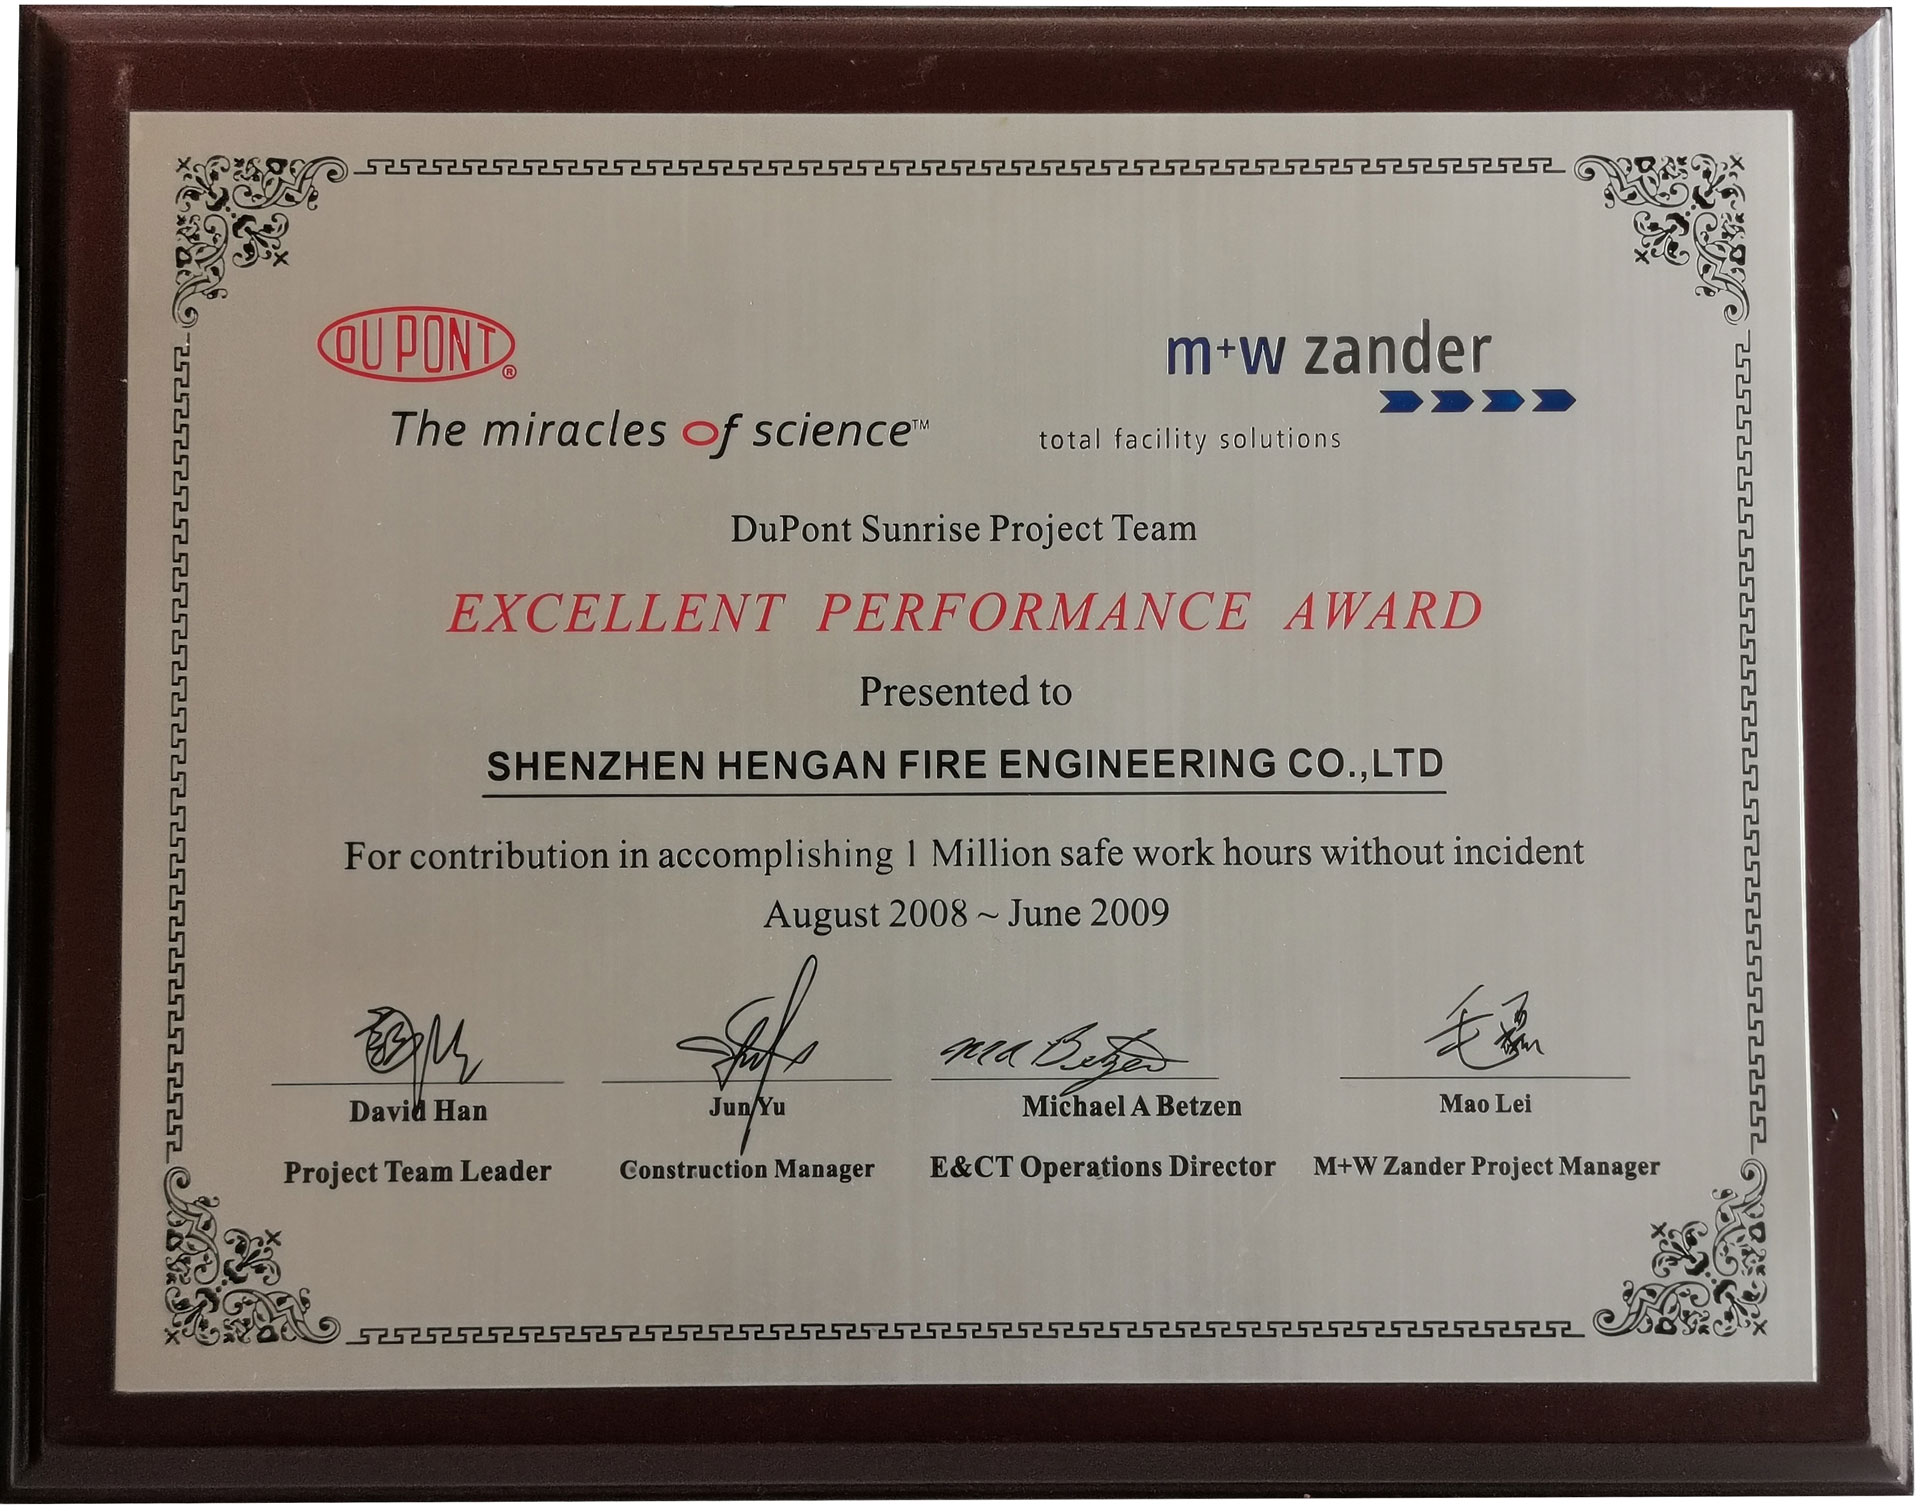 DU PONT®
The miracles of science™
m+w zander
total facility solutions
DuPont Sunrise Project Team
EXCELLENT PERFORMANCE AWARD
Presented to
SHENZHEN HENGAN FIRE ENGINEERING CO.,LTD
For contribution in accomplishing 1 Million safe work hours without incident
August 2008 ~ June 2009
David Han Jun Yu Michael A Betzen Mao Lei
Project Team Leader Construction Manager E&CT Operations Director M+W Zander Project Manager